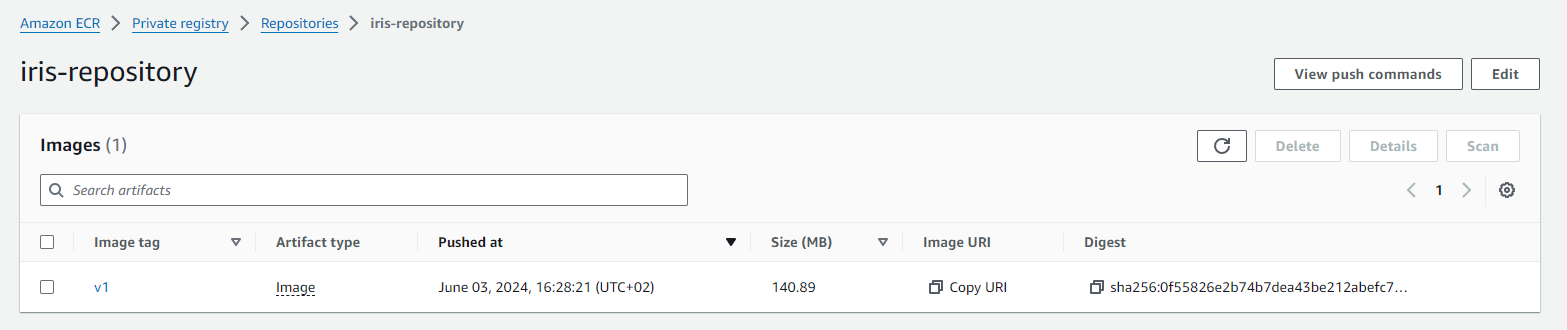 Amazon ECR Private registry Repositories iris-repository
iris-repository
View push commands Edit
Images (1)
Delete Details Scan
Search artifacts
1
Image tag Artifact type Pushed at Size (MB) Image URI Digest
v1 Image June 03, 2024, 16:28:21 (UTC+02) 140.89 Copy URI sha256:0f55826e2b74b7dea43be212abefc7...